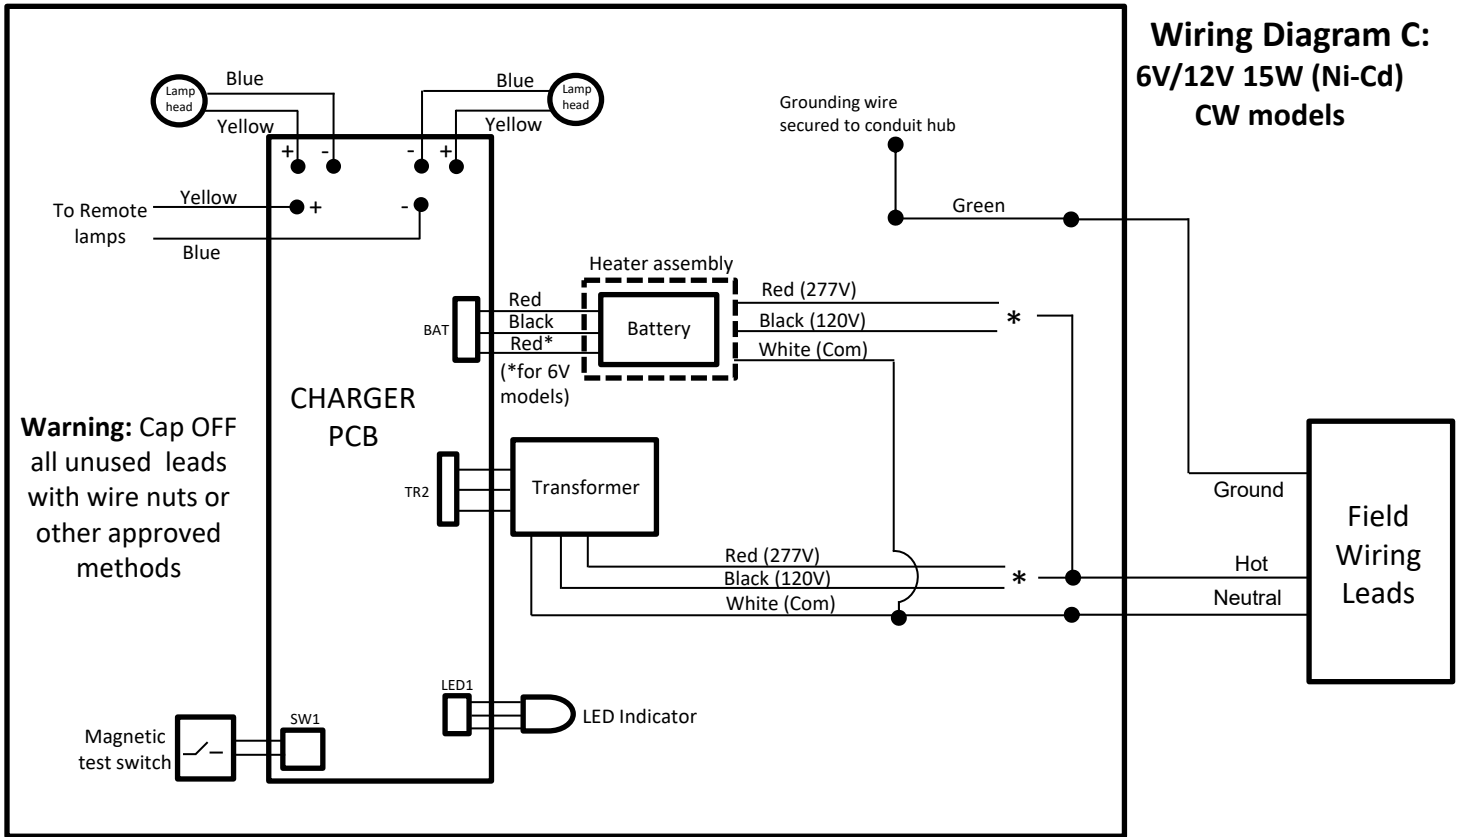 Wiring Diagram C:
6V/12V 15W (Ni-Cd)
CW models
Blue
Lamp
head
Yellow
Blue
Lamp
head
Yellow
Grounding wire
secured to conduit hub
+
-
-
+
To Remote
lamps
Yellow
+
-
Blue
Green
Heater assembly
BAT
Red
Black
Red*
(*for 6V
models)
Battery
Red (277V)
Black (120V)
White (Com)
*
CHARGER
PCB
Warning: Cap OFF
all unused leads
with wire nuts or
other approved
methods
TR2
Transformer
Red (277V)
Black (120V)
White (Com)
*
Ground
Hot
Neutral
Field
Wiring
Leads
LED1
LED Indicator
SW1
Magnetic
test switch